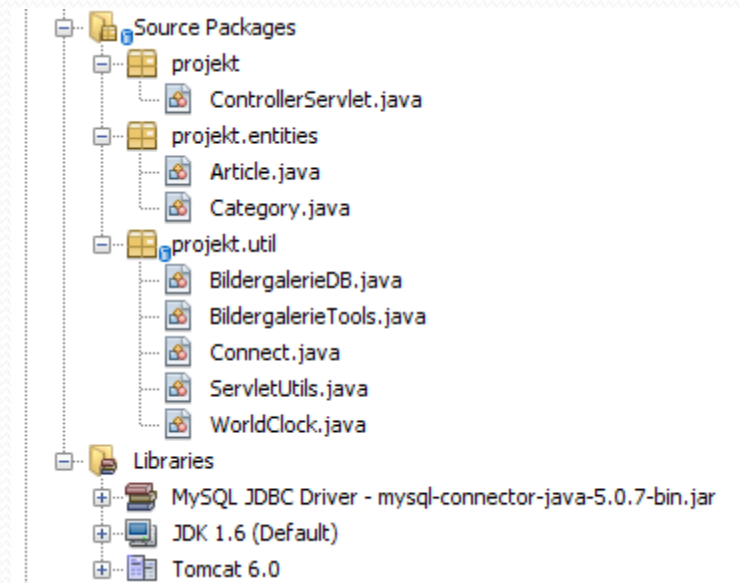 Source Packages
projekt
ControllerServlet.java
projekt.entities
Article.java
Category.java
projekt.util
BildergalerieDB.java
BildergalerieTools.java
Connect.java
ServletUtils.java
WorldClock.java
Libraries
MySQL JDBC Driver - mysql-connector-java-5.0.7-bin.jar
JDK 1.6 (Default)
Tomcat 6.0